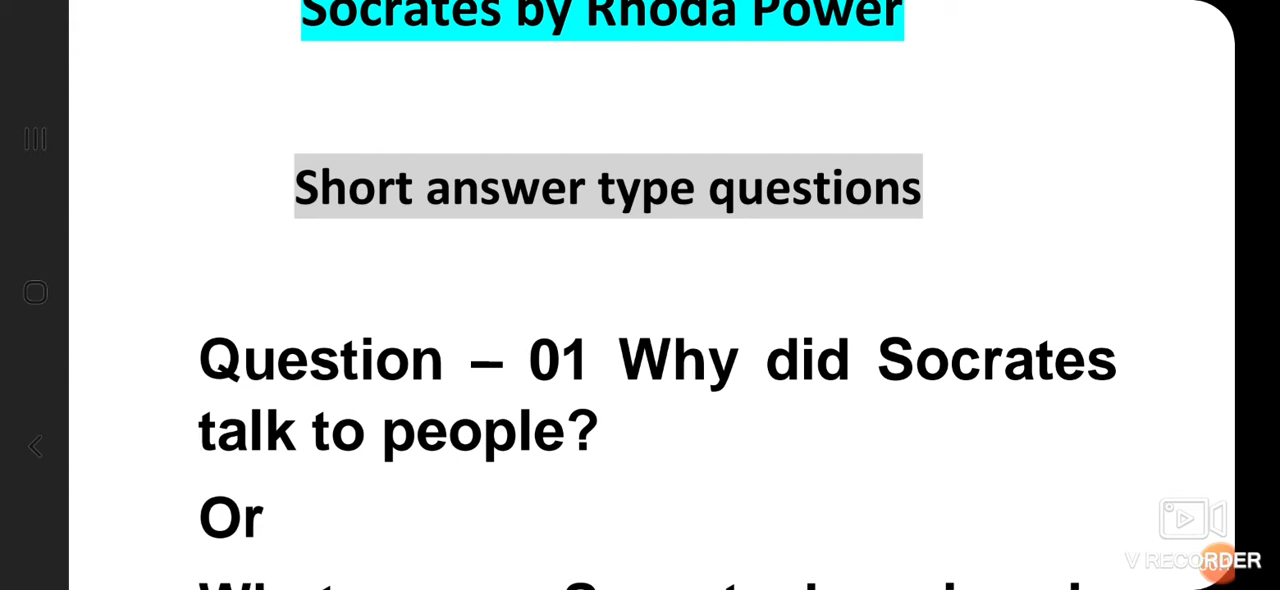 Socrates by Rhoda Power
Short answer type questions
Question – 01 Why did Socrates
talk to people?
Or
V RECORDER